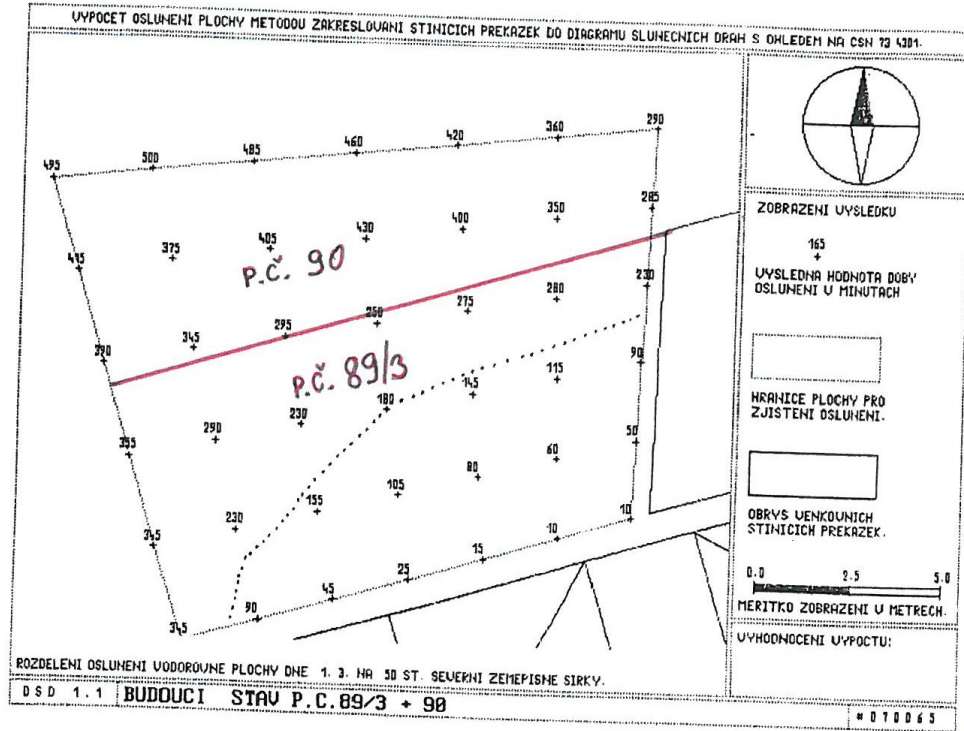 VYPOCET OSLUNENI PLOCHY METODOU ZAKRESLOVANI STINICICH PREKAZEK DO DIAGRAMU SLUNECNICH DRAH S OHLEDEM NA CSN 73 4301.
495 500 485 460 420 360 290
415 375 405 430 400 350 285
P.Č. 90
390 345 295 250 275 280 230
P.Č. 89/3
355 290 230 180 145 115 90
345 230 155 105 80 60 50
345 90 45 25 15 10 10
ZOBRAZENI VYSLEDKU
165
VYSLEDNA HODNOTA DOBY
OSLUNENI V MINUTACH
HRANICE PLOCHY PRO
ZJISTENI OSLUNENI.
OBRYS VENKOVNICH
STINICICH PREKAZEK.
0.0 2.5 5.0
MERITKO ZOBRAZENI V METRECH.
VYHODNOCENI VYPOCTU:
ROZDELENI OSLUNENI VODOROVNE PLOCHY DNE 1. 3. NA 50 ST. SEVERNI ZEMEPISNE SIRKY.
DSD 1.1 BUDOUCI STAV P.C.89/3 + 90
#070065